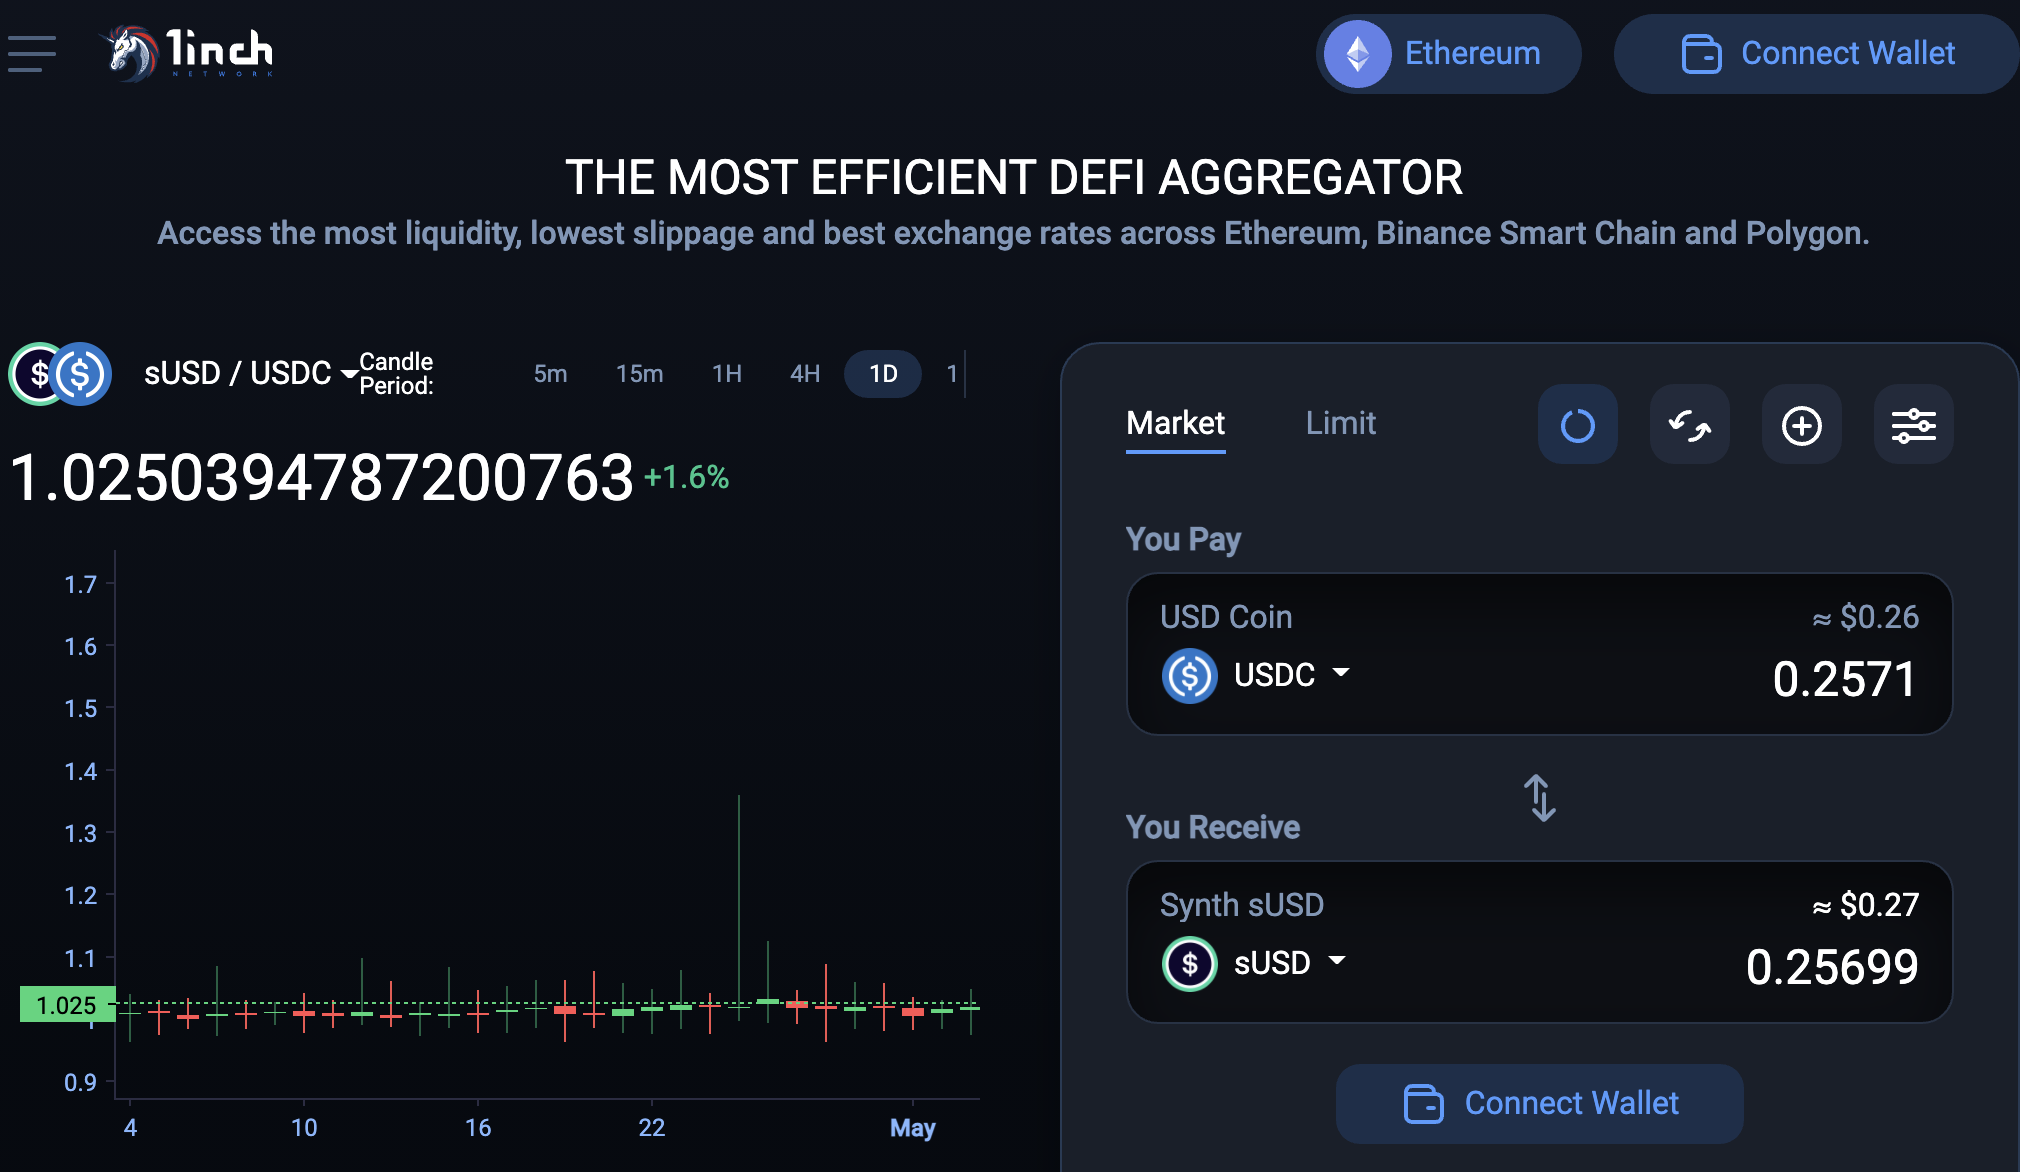 1inch
NETWORK
Ethereum
Connect Wallet
THE MOST EFFICIENT DEFI AGGREGATOR
Access the most liquidity, lowest slippage and best exchange rates across Ethereum, Binance Smart Chain and Polygon.
sUSD / USDC
Candle
Period:
5m 15m 1H 4H 1D 1
1.0250394787200763 +1.6%
1.7
1.6
1.5
1.4
1.3
1.2
1.1
1.025
0.9
4 10 16 22 May
Market Limit
You Pay
USD Coin ≈ $0.26
USDC 0.2571
You Receive
Synth sUSD ≈ $0.27
sUSD 0.25699
Connect Wallet